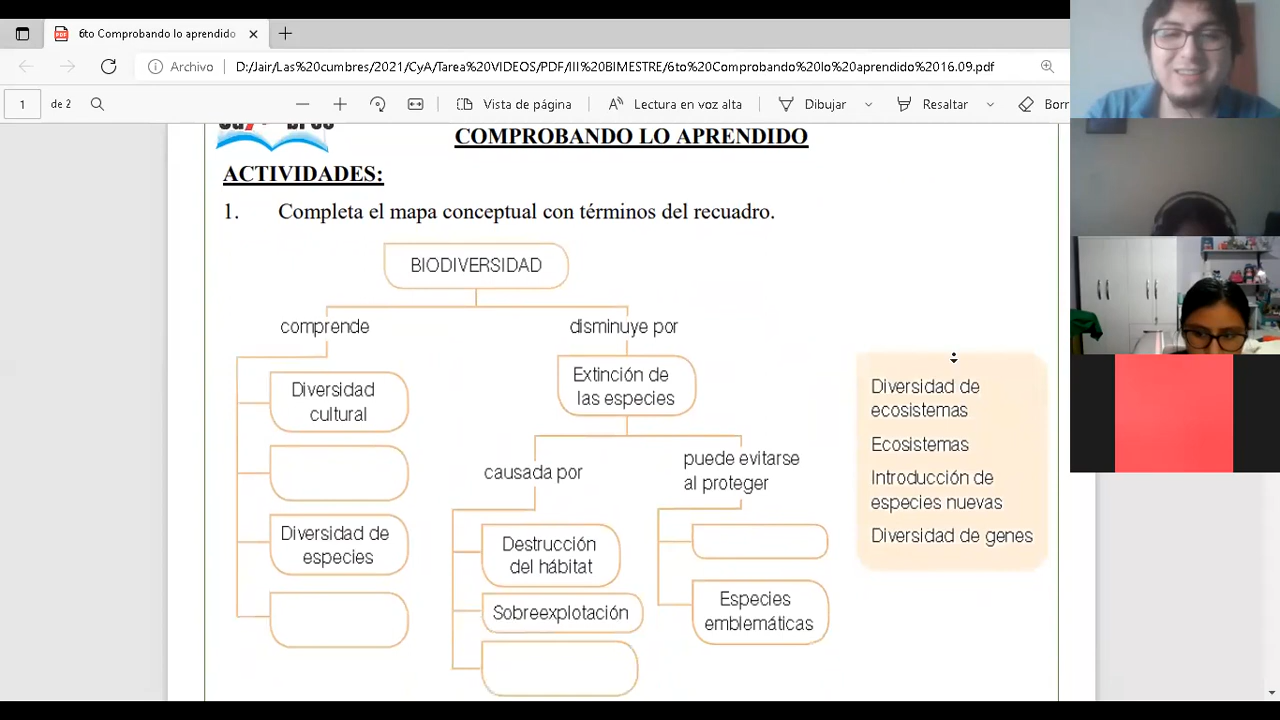 6to Comprobando lo aprendido
Archivo
D:/Jair/Las%20cumbres/2021/CyA/Tarea%20VIDEOS/PDF/III%20BIMESTRE/6to%20Comprobando%20lo%20aprendido%2016.09.pdf
1 de 2
Vista de página
Lectura en voz alta
Dibujar
Resaltar
Borr
COMPROBANDO LO APRENDIDO
ACTIVIDADES:
1. Completa el mapa conceptual con términos del recuadro.
BIODIVERSIDAD
comprende
disminuye por
Diversidad
cultural
Diversidad de
especies
Extinción de
las especies
causada por
Destrucción
del hábitat
Sobreexplotación
puede evitarse
al proteger
Especies
emblemáticas
Diversidad de
ecosistemas
Ecosistemas
Introducción de
especies nuevas
Diversidad de genes